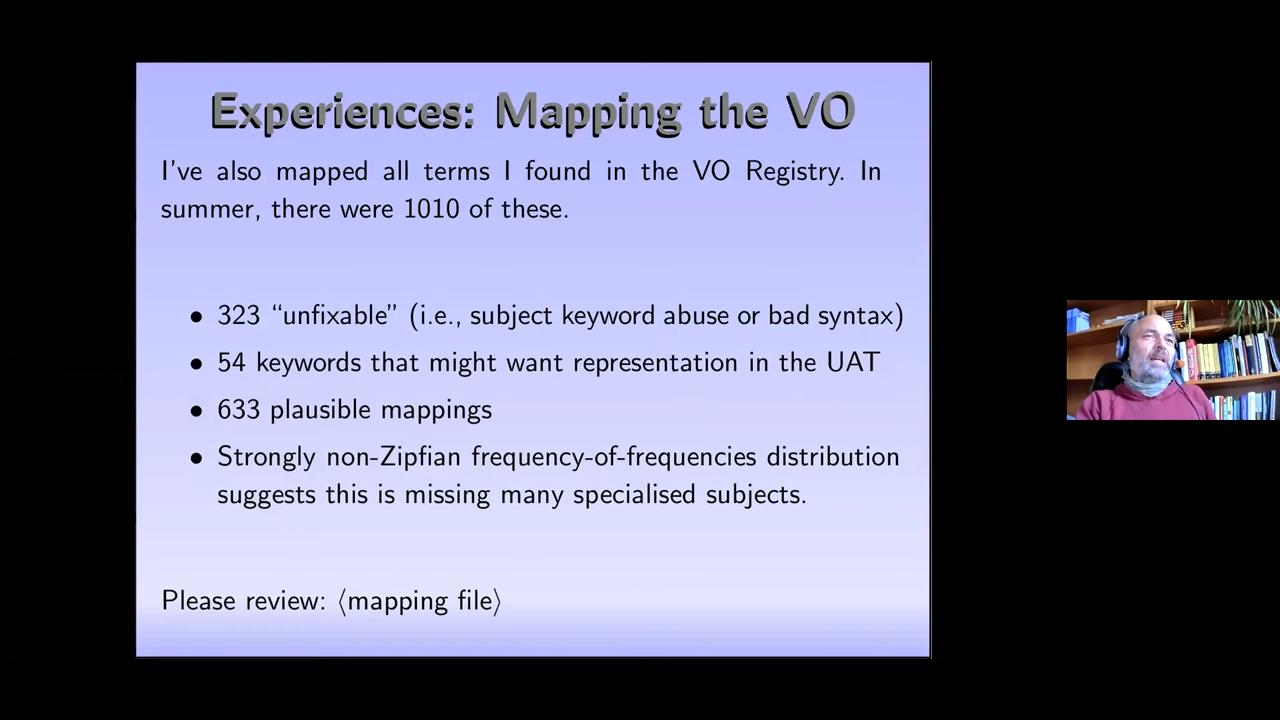 Experiences: Mapping the VO
I've also mapped all terms I found in the VO Registry. In
summer, there were 1010 of these.
• 323 “unfixable” (i.e., subject keyword abuse or bad syntax)
• 54 keywords that might want representation in the UAT
• 633 plausible mappings
• Strongly non-Zipfian frequency-of-frequencies distribution
suggests this is missing many specialised subjects.
Please review: ⟨mapping file⟩